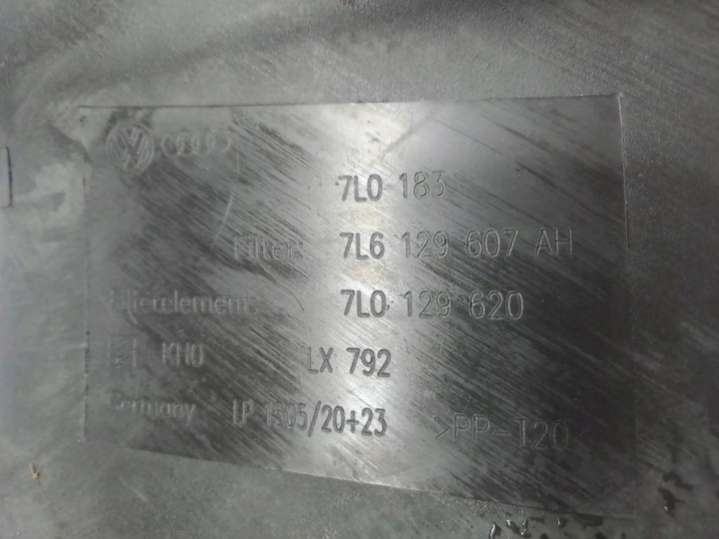 7L0 183
Filter 7L6 129 607 AH
Filterelement 7L0 129 620
KHO LX 792
Germany LP 1505/20+23 >PP-T20<